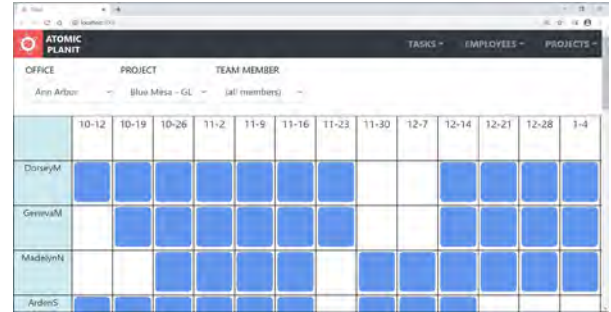 ATOMIC
PLANIT
TASKS
EMPLOYEES
PROJECTS
OFFICE PROJECT TEAM MEMBER
Ann Arbor Blue Mesa - GL (all members)
10-12 10-19 10-26 11-2 11-9 11-16 11-23 11-30 12-7 12-14 12-21 12-28 1-4
DorseyM
GenevaM
MadelynN
ArdenS